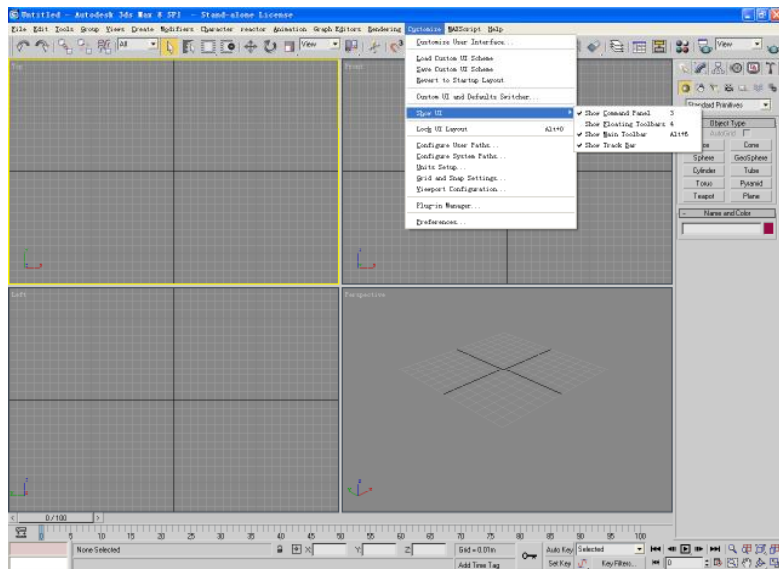 Untitled - Autodesk 3ds Max 8 SP1 - Stand-alone License
File Edit Tools Group Views Create Modifiers Character reactor Animation Graph Editors Rendering Customize MAXScript Help
All View View
Customize User Interface...
Load Custom UI Scheme
Save Custom UI Scheme
Revert to Startup Layout
Custom UI and Defaults Switcher...
Show UI
Lock UI Layout Alt+0
Configure User Paths...
Configure System Paths...
Units Setup...
Grid and Snap Settings...
Viewport Configuration...
Plug-in Manager...
Preferences...
Show Command Panel 3
Show Floating Toolbars 4
Show Main Toolbar Alt+6
Show Track Bar
Top
Front
Standard Primitives
Object Type
AutoGrid
Cone
Sphere GeoSphere
Cylinder Tube
Torus Pyramid
Teapot Plane
- Name and Color
Left
Perspective
0/100
0 5 10 15 20 25 30 35 40 45 50 55 60 65 70 75 80 85 90 95 100
None Selected X: Y: Z: Grid = 0.01m Auto Key Selected
Add Time Tag Set Key Key Filters... 0